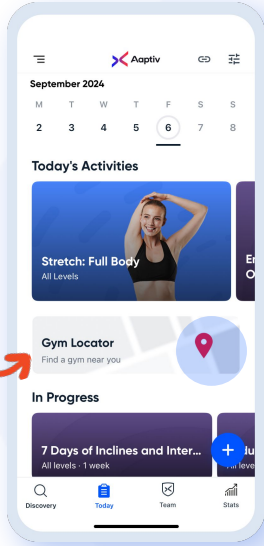 Aaptiv
September 2024
M T W T F S S
2 3 4 5 6 7 8
Today's Activities
Stretch: Full Body
All Levels
Gym Locator
Find a gym near you
In Progress
7 Days of Inclines and Inter...
All levels · 1 week
Discovery Today Team Stats